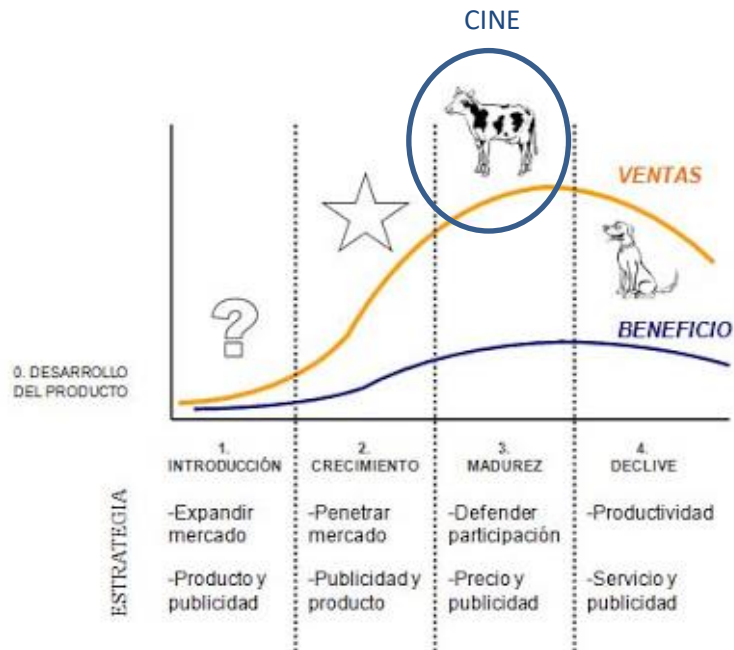 CINE
VENTAS
BENEFICIO
0. DESARROLLO
DEL PRODUCTO
1.
INTRODUCCIÓN
2.
CRECIMIENTO
3.
MADUREZ
4.
DECLIVE
ESTRATEGIA
-Expandir
mercado
-Penetrar
mercado
-Defender
participación
-Productividad
-Producto y
publicidad
-Publicidad y
producto
-Precio y
publicidad
-Servicio y
publicidad